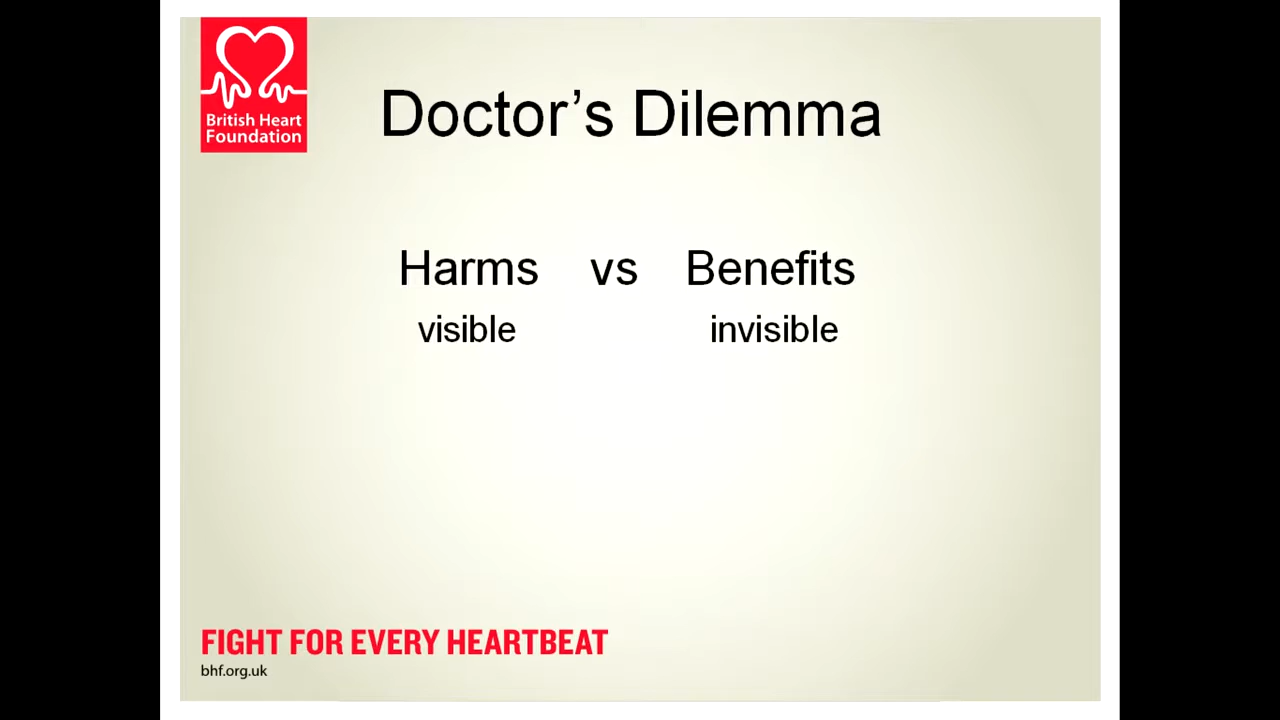 British Heart
Foundation
Doctor’s Dilemma
Harms vs Benefits
visible invisible
FIGHT FOR EVERY HEARTBEAT
bhf.org.uk